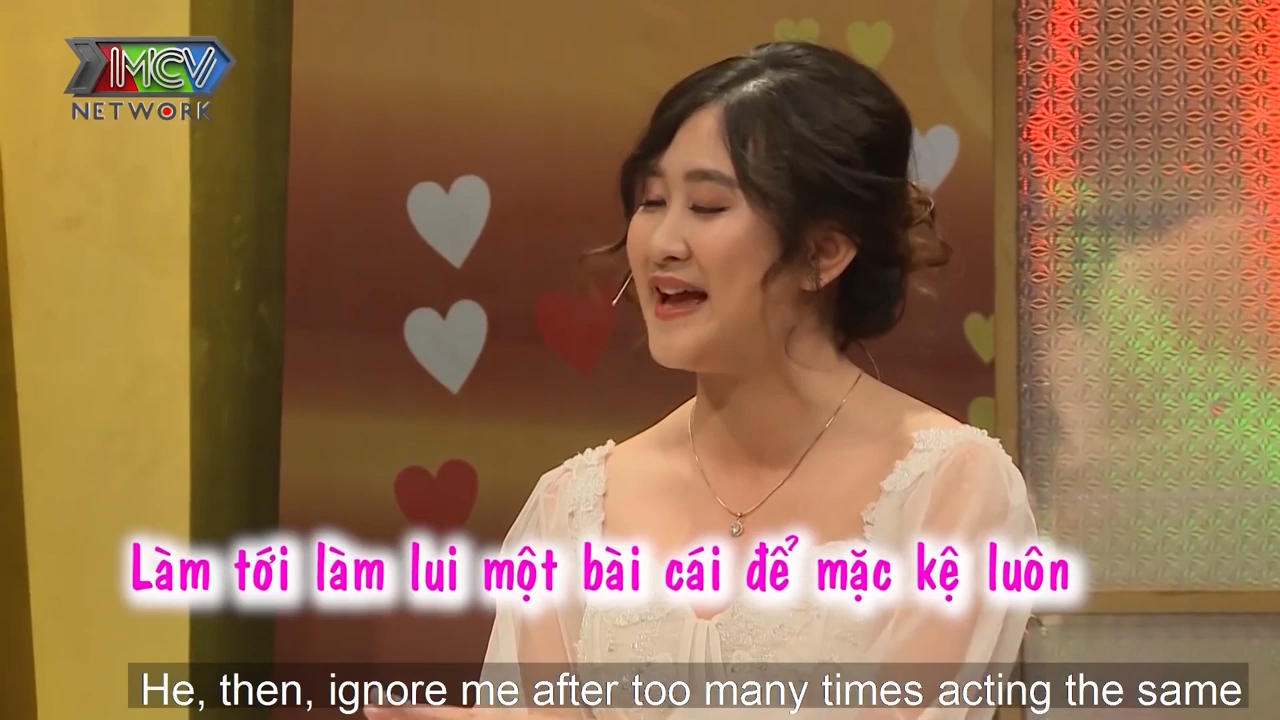 MCV
NETWORK
Làm tới làm lui một bài cái để mặc kệ luôn
He, then, ignore me after too many times acting the same